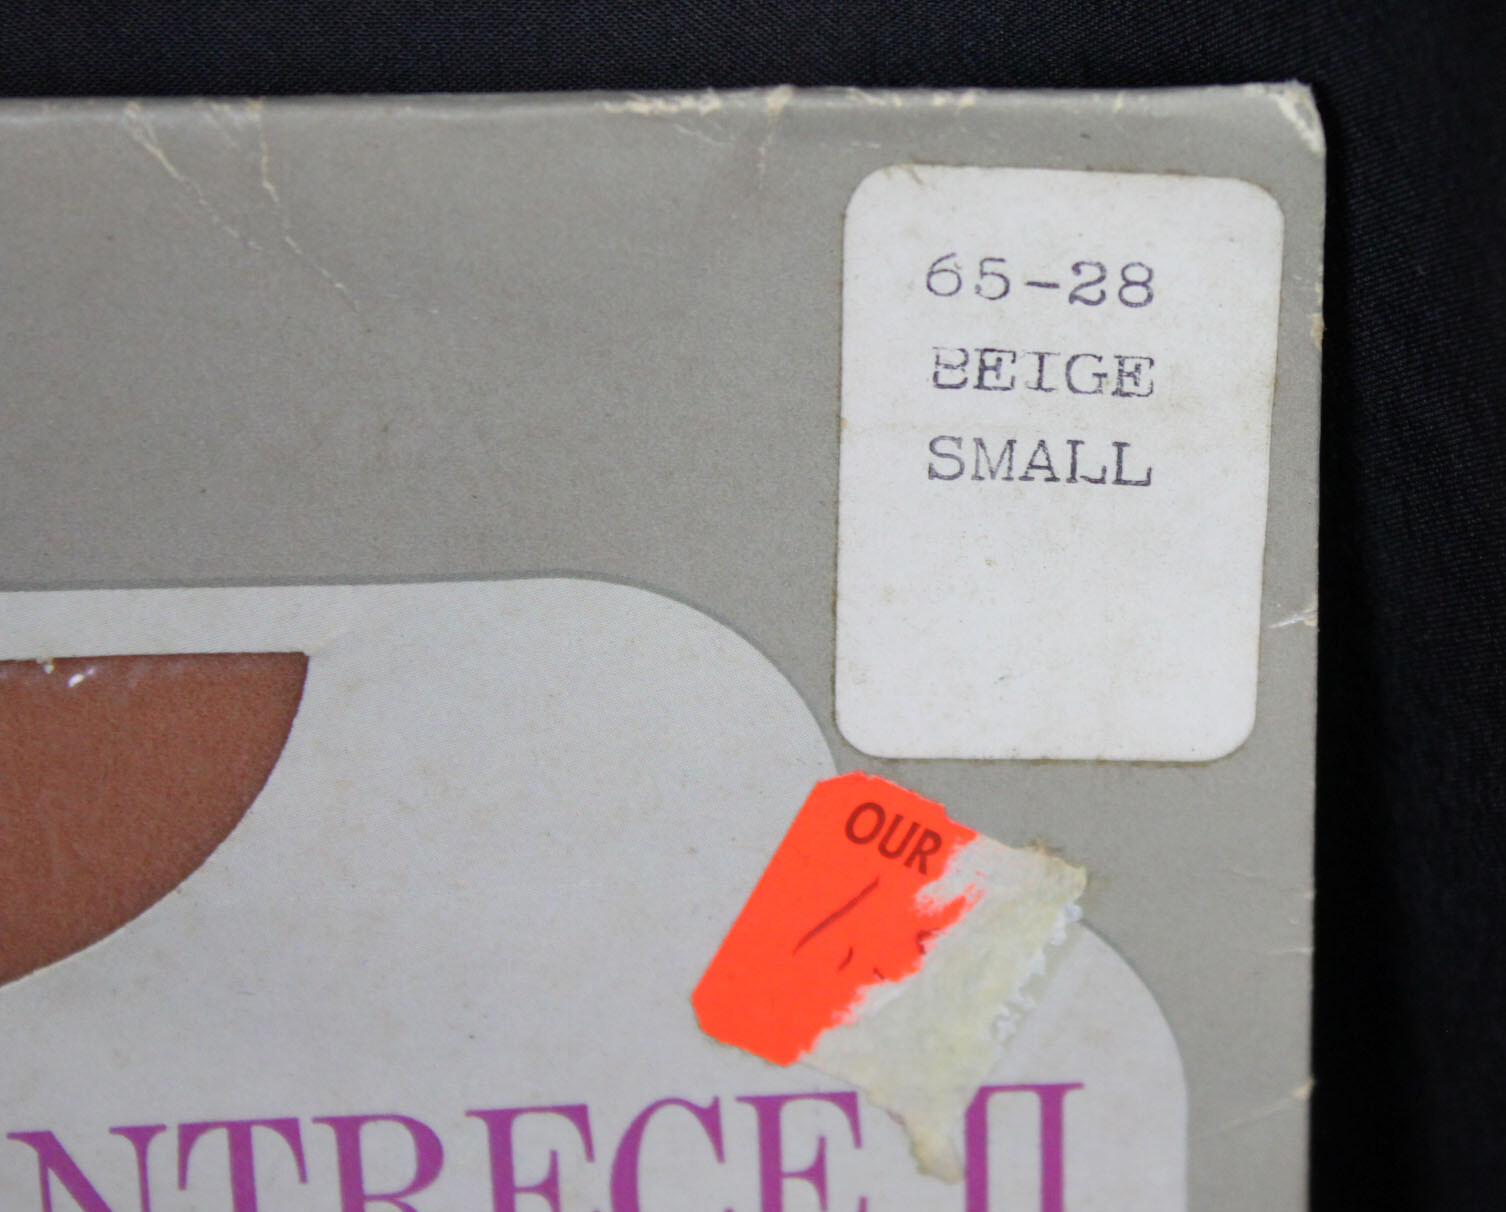 65-28
BEIGE
SMALL
OUR
NTRECE II